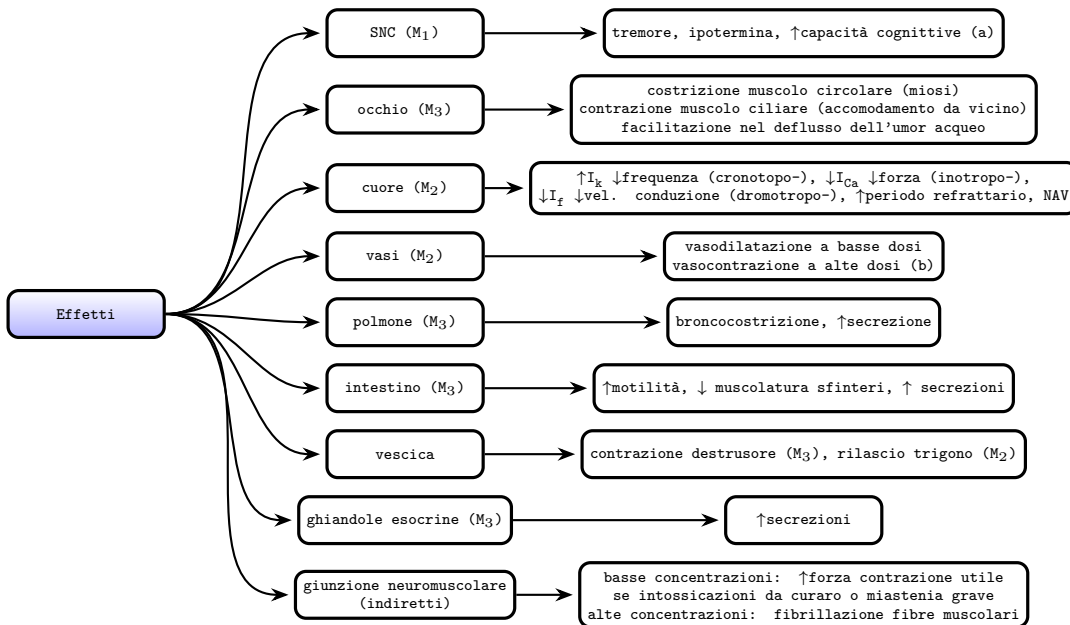 SNC (M₁)
tremore, ipotermina, ↑capacità cognittive (a)
occhio (M₃)
costrizione muscolo circolare (miosi)
contrazione muscolo ciliare (accomodamento da vicino)
facilitazione nel deflusso dell'umor acqueo
cuore (M₂)
↑Iₖ ↓frequenza (cronotopo-), ↓I_Ca ↓forza (inotropo-),
↓I_f ↓vel. conduzione (dromotropo-), ↑periodo refrattario, NAV
vasi (M₂)
vasodilatazione a basse dosi
vasocontrazione a alte dosi (b)
Effetti
polmone (M₃)
broncocostrizione, ↑secrezione
intestino (M₃)
↑motilità, ↓ muscolatura sfinteri, ↑ secrezioni
vescica
contrazione destrusore (M₃), rilascio trigono (M₂)
ghiandole esocrine (M₃)
↑secrezioni
giunzione neuromuscolare
(indiretti)
basse concentrazioni: ↑forza contrazione utile
se intossicazioni da curaro o miastenia grave
alte concentrazioni: fibrillazione fibre muscolari